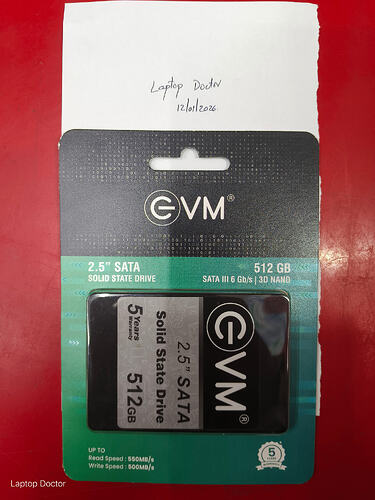 Laptop Doctor
12/01/2026
EVM®
2.5" SATA
SOLID STATE DRIVE
512 GB
SATA III 6 Gb/s | 3D NAND
EVM®
2.5" SATA
Solid State Drive
5 Years
Warranty
512GB
UP TO
Read Speed : 550MB/s
Write Speed : 500MB/s
5
YEARS
Laptop Doctor